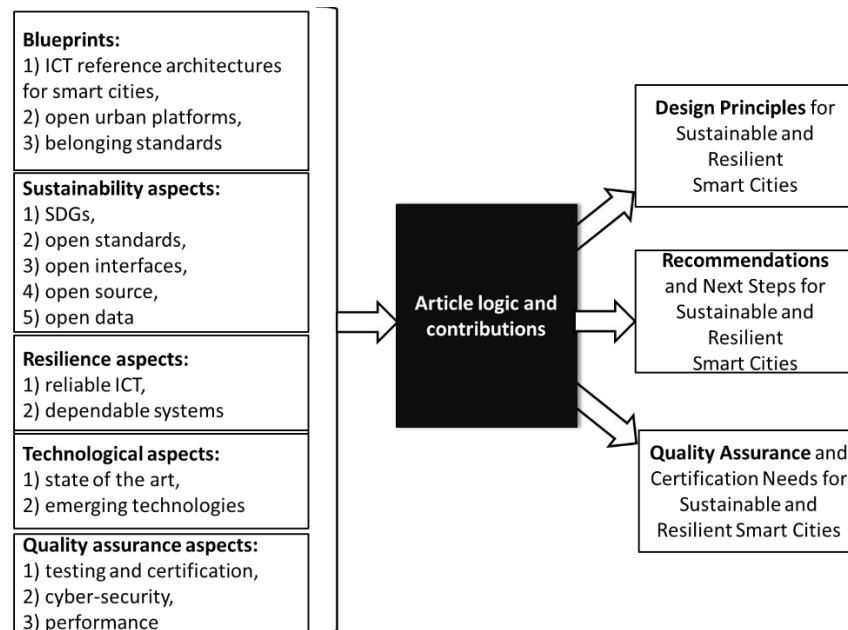 Blueprints:
1) ICT reference architectures
for smart cities,
2) open urban platforms,
3) belonging standards
Sustainability aspects:
1) SDGs,
2) open standards,
3) open interfaces,
4) open source,
5) open data
Resilience aspects:
1) reliable ICT,
2) dependable systems
Technological aspects:
1) state of the art,
2) emerging technologies
Quality assurance aspects:
1) testing and certification,
2) cyber-security,
3) performance
Article logic and
contributions
Design Principles for
Sustainable and
Resilient
Smart Cities
Recommendations
and Next Steps for
Sustainable and
Resilient
Smart Cities
Quality Assurance and
Certification Needs for
Sustainable and
Resilient Smart Cities